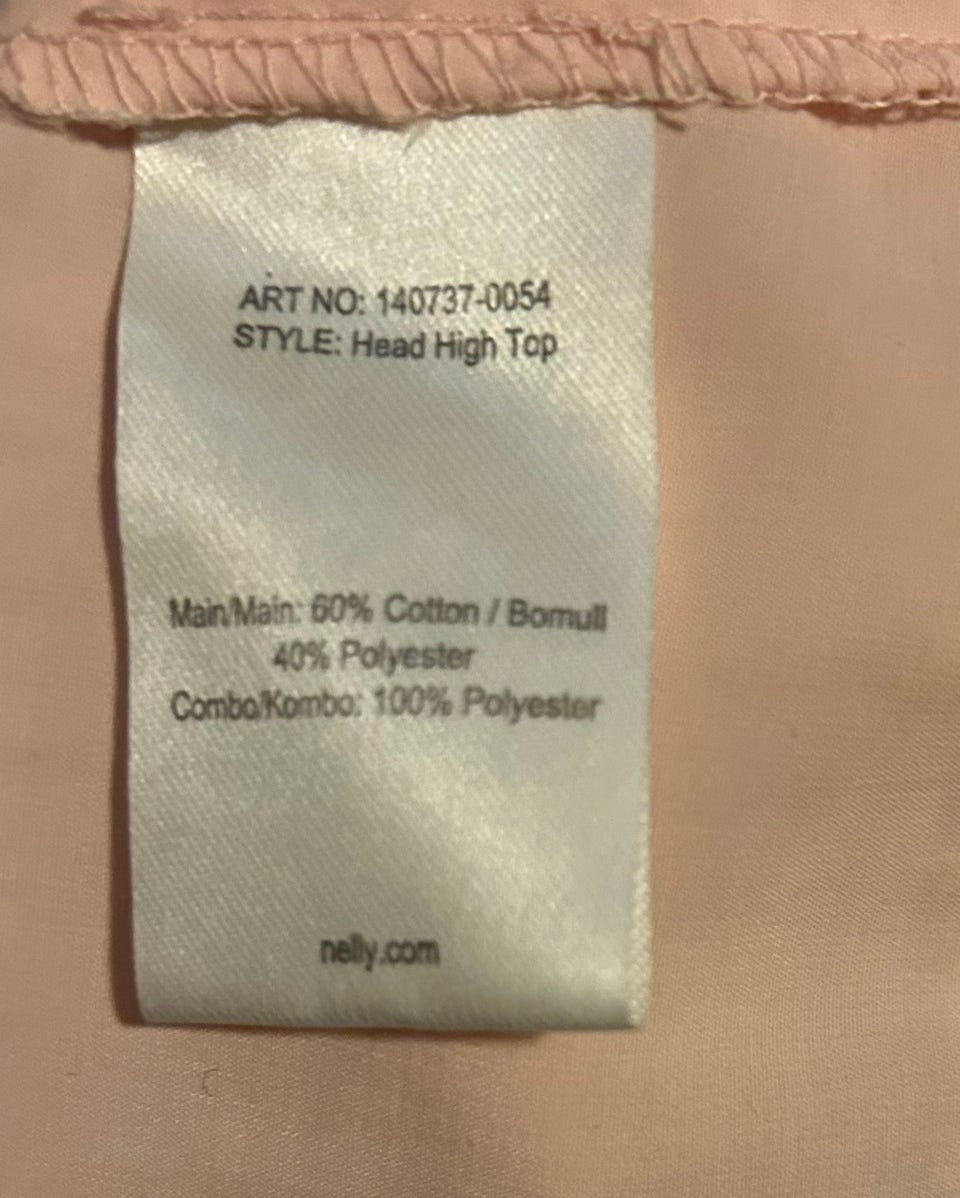 ART NO: 140737-0054
STYLE: Head High Top
Main/Main: 60% Cotton / Bomull
40% Polyester
Combo/Kombo: 100% Polyester
nelly.com